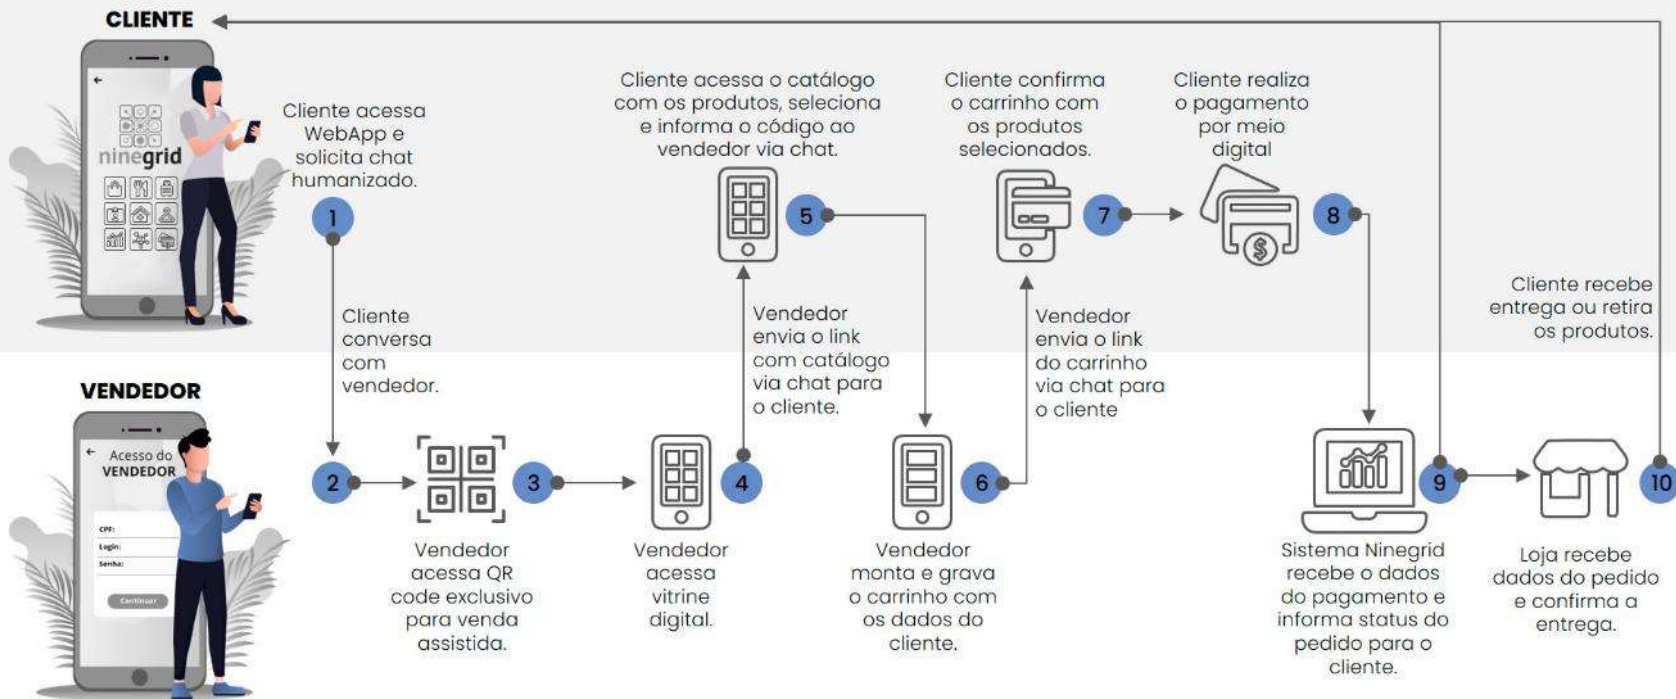 CLIENTE
ninegrid
Cliente acessa
WebApp e
solicita chat
humanizado.
1
Cliente
conversa
com
vendedor.
VENDEDOR
Acesso do
VENDEDOR
CPF:
Login:
Senha:
Continuar
2
Vendedor
acessa QR
code exclusivo
para venda
assistida.
3
Vendedor
acessa
vitrine
digital.
4
Vendedor
envia o link
com catálogo
via chat para
o cliente.
Cliente acessa o catálogo
com os produtos, seleciona
e informa o código ao
vendedor via chat.
5
Vendedor
monta e grava
o carrinho com
os dados do
cliente.
6
Vendedor
envia o link
do carrinho
via chat para
o cliente
Cliente confirma
o carrinho com
os produtos
selecionados.
7
Cliente realiza
o pagamento
por meio
digital
$
8
Sistema Ninegrid
recebe o dados
do pagamento e
informa status do
pedido para o
cliente.
9
Loja recebe
dados do pedido
e confirma a
entrega.
10
Cliente recebe
entrega ou retira
os produtos.